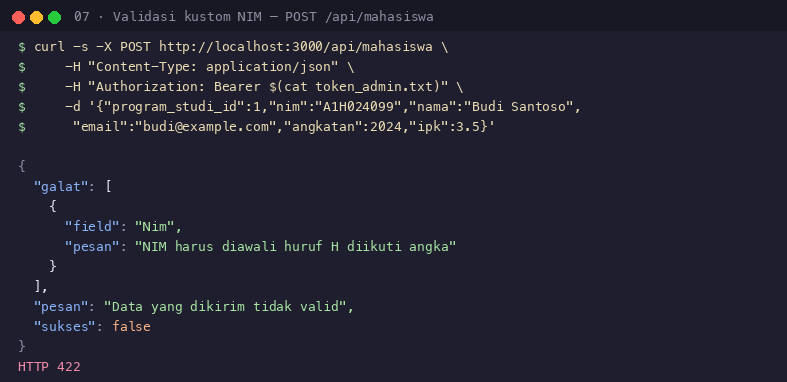 07 · Validasi kustom NIM — POST /api/mahasiswa
$ curl -s -X POST http://localhost:3000/api/mahasiswa \
$     -H "Content-Type: application/json" \
$     -H "Authorization: Bearer $(cat token_admin.txt)" \
$     -d '{"program_studi_id":1,"nim":"A1H024099","nama":"Budi Santoso",
$      "email":"budi@example.com","angkatan":2024,"ipk":3.5}'
{
  "galat": [
    {
      "field": "Nim",
      "pesan": "NIM harus diawali huruf H diikuti angka"
    }
  ],
  "pesan": "Data yang dikirim tidak valid",
  "sukses": false
}
HTTP 422